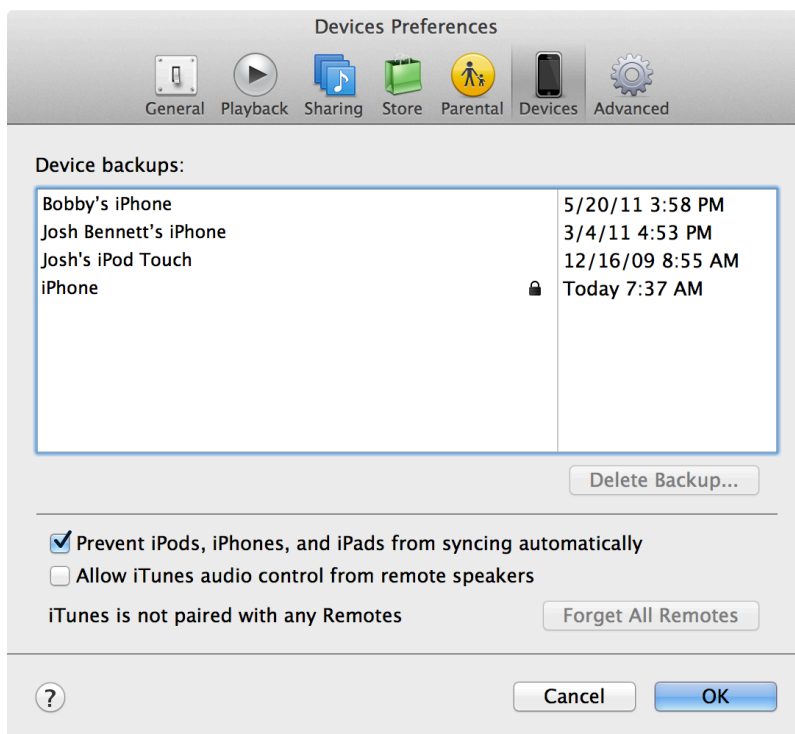 Devices Preferences
General Playback Sharing Store Parental Devices Advanced
Device backups:
Bobby’s iPhone 5/20/11 3:58 PM
Josh Bennett’s iPhone 3/4/11 4:53 PM
Josh's iPod Touch 12/16/09 8:55 AM
iPhone Today 7:37 AM
Delete Backup...
Prevent iPods, iPhones, and iPads from syncing automatically
Allow iTunes audio control from remote speakers
iTunes is not paired with any Remotes Forget All Remotes
? Cancel OK